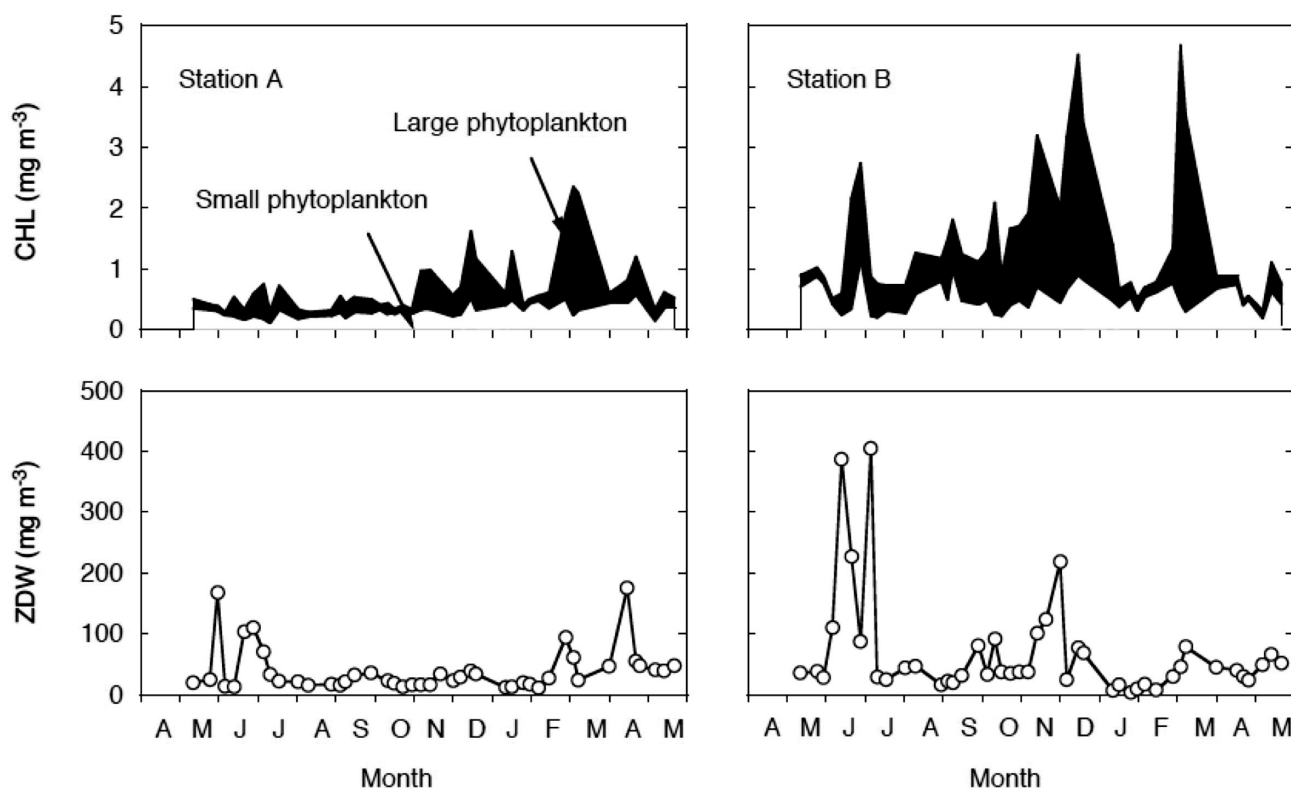 5
4
3
2
1
0
CHL (mg m-3)
Station A
Large phytoplankton
Small phytoplankton
Station B
500
400
300
200
100
0
ZDW (mg m-3)
A M J J A S O N D J F M A M
Month
A M J J A S O N D J F M A M
Month